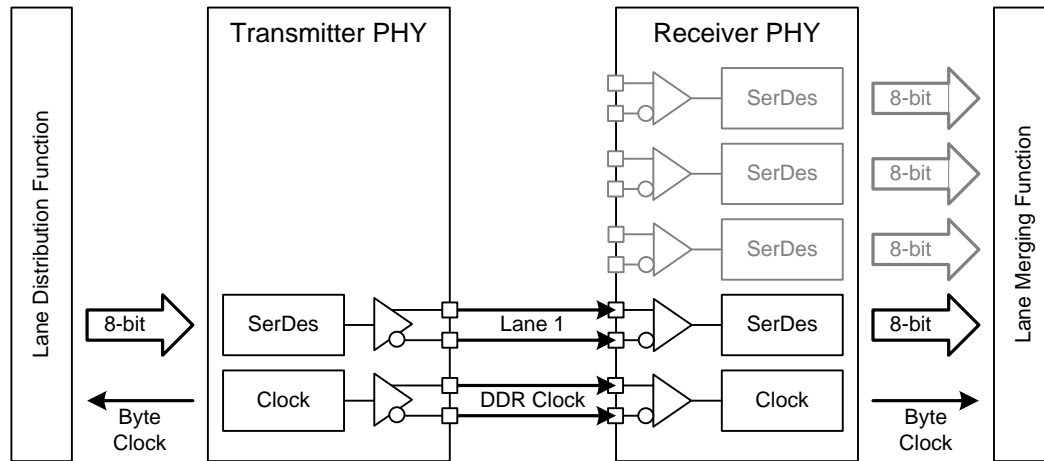 Transmitter PHY
Receiver PHY
SerDes
8-bit
SerDes
8-bit
SerDes
8-bit
Lane Distribution Function
8-bit
SerDes
Lane 1
SerDes
8-bit
Lane Merging Function
Byte
Clock
Clock
DDR Clock
Clock
Byte
Clock